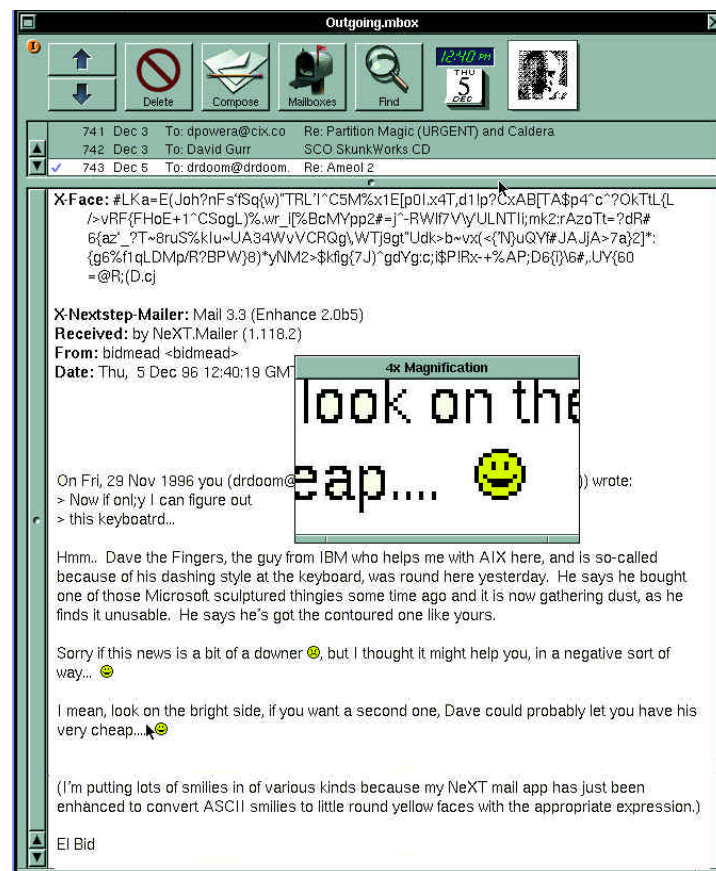 Outgoing.mbox
Delete
Compose
Mailboxes
Find
12:40 PM
THU
5
DEC
741 Dec 3 To: dpowera@cix.co Re: Partition Magic (URGENT) and Caldera
742 Dec 3 To: David Gurr SCO SkunkWorks CD
743 Dec 5 To: drdoom@drdoom. Re: Ameol 2
X-Face:
X-Nextstep-Mailer: Mail 3.3 (Enhance 2.0b5)
Received: by NeXT.Mailer (1.118.2)
From: bidmead <bidmead>
Date: Thu, 5 Dec 96 12:40:19 GMT
4x Magnification
look on the
eap....
On Fri, 29 Nov 1996 you (drdoom@ )) wrote:
> Now if onl;y I can figure out
> this keyboatrd...
Hmm.. Dave the Fingers, the guy from IBM who helps me with AIX here, and is so-called
because of his dashing style at the keyboard, was round here yesterday. He says he bought
one of those Microsoft sculptured thingies some time ago and it is now gathering dust, as he
finds it unusable. He says he's got the contoured one like yours.
Sorry if this news is a bit of a downer , but I thought it might help you, in a negative sort of
way...
I mean, look on the bright side, if you want a second one, Dave could probably let you have his
very cheap....
(I'm putting lots of smilies in of various kinds because my NeXT mail app has just been
enhanced to convert ASCII smilies to little round yellow faces with the appropriate expression.)
El Bid